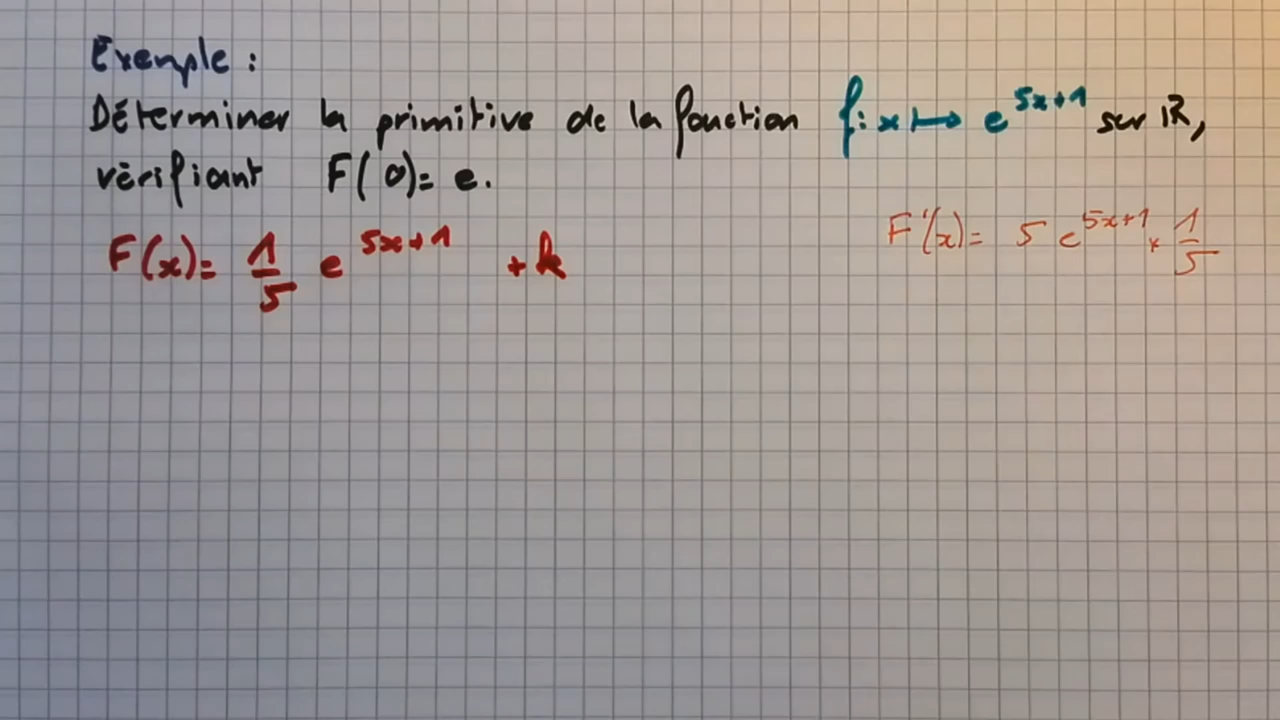 Exemple :
Déterminer la primitive de la fonction f: x ↦ e^{5x+1} sur ℝ,
vérifiant F(0) = e.
F(x) = 1/5 e^{5x+1} + k
F'(x) = 5 e^{5x+1} × 1/5